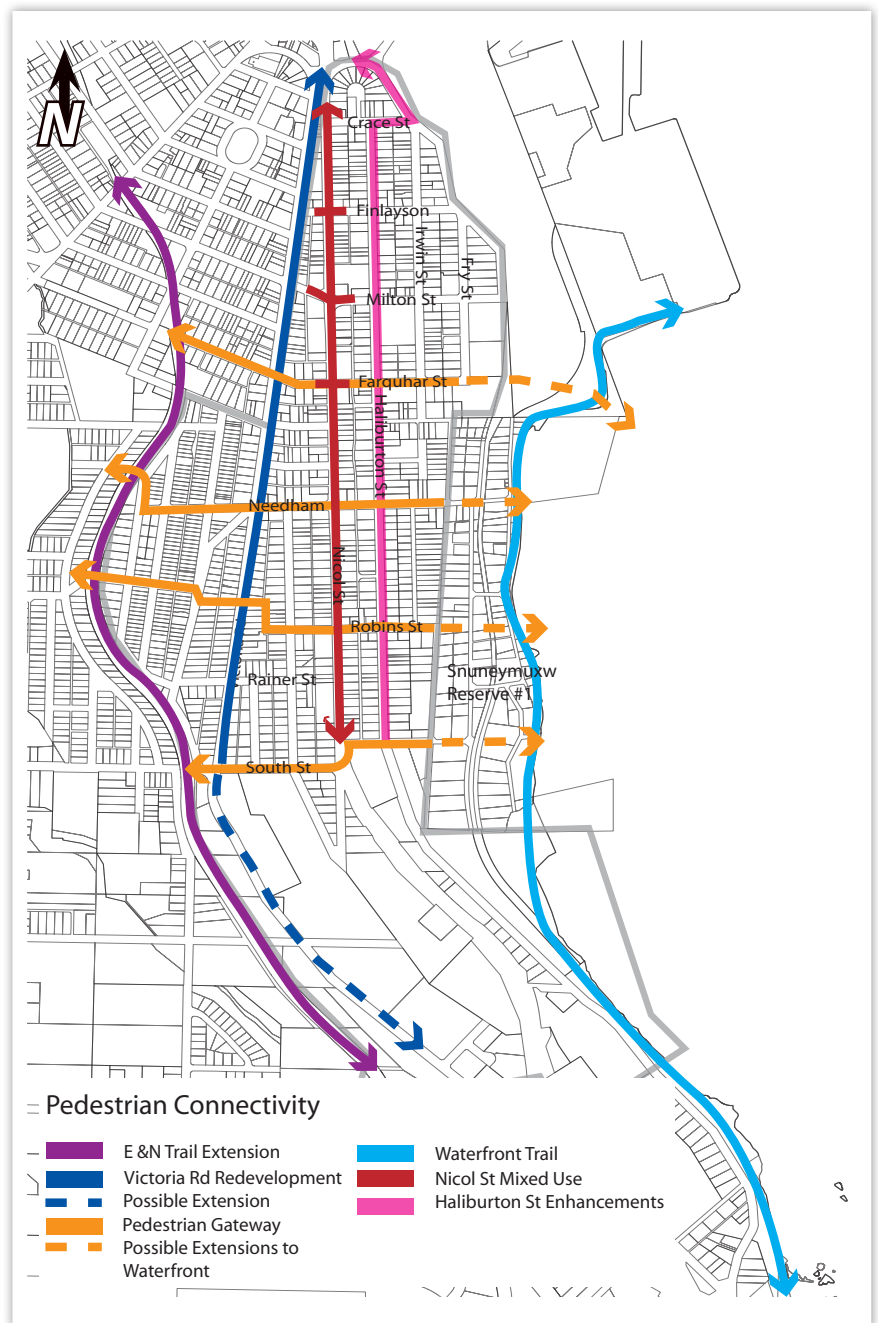 N
Crace St
Finlayson
Irwin St
Fry St
Milton St
Farquhar St
Haliburton St
Needham
Nicol St
Robins St
Snuneymuxw
Reserve #1
Rainer St
South St
Pedestrian Connectivity
E &N Trail Extension
Victoria Rd Redevelopment
Possible Extension
Pedestrian Gateway
Possible Extensions to
Waterfront
Waterfront Trail
Nicol St Mixed Use
Haliburton St Enhancements